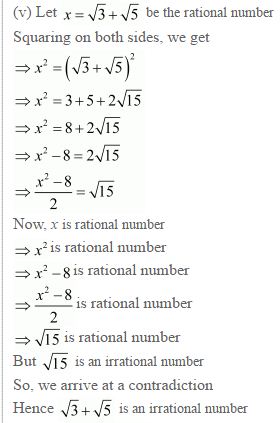 (v) Let x = √3 + √5 be the rational number
Squaring on both sides, we get
⇒ x² = (√3 + √5)²
⇒ x² = 3 + 5 + 2√15
⇒ x² = 8 + 2√15
⇒ x² − 8 = 2√15
⇒ (x² − 8)/2 = √15
Now, x is rational number
⇒ x² is rational number
⇒ x² − 8 is rational number
⇒ (x² − 8)/2 is rational number
⇒ √15 is rational number
But √15 is an irrational number
So, we arrive at a contradiction
Hence √3 + √5 is an irrational number